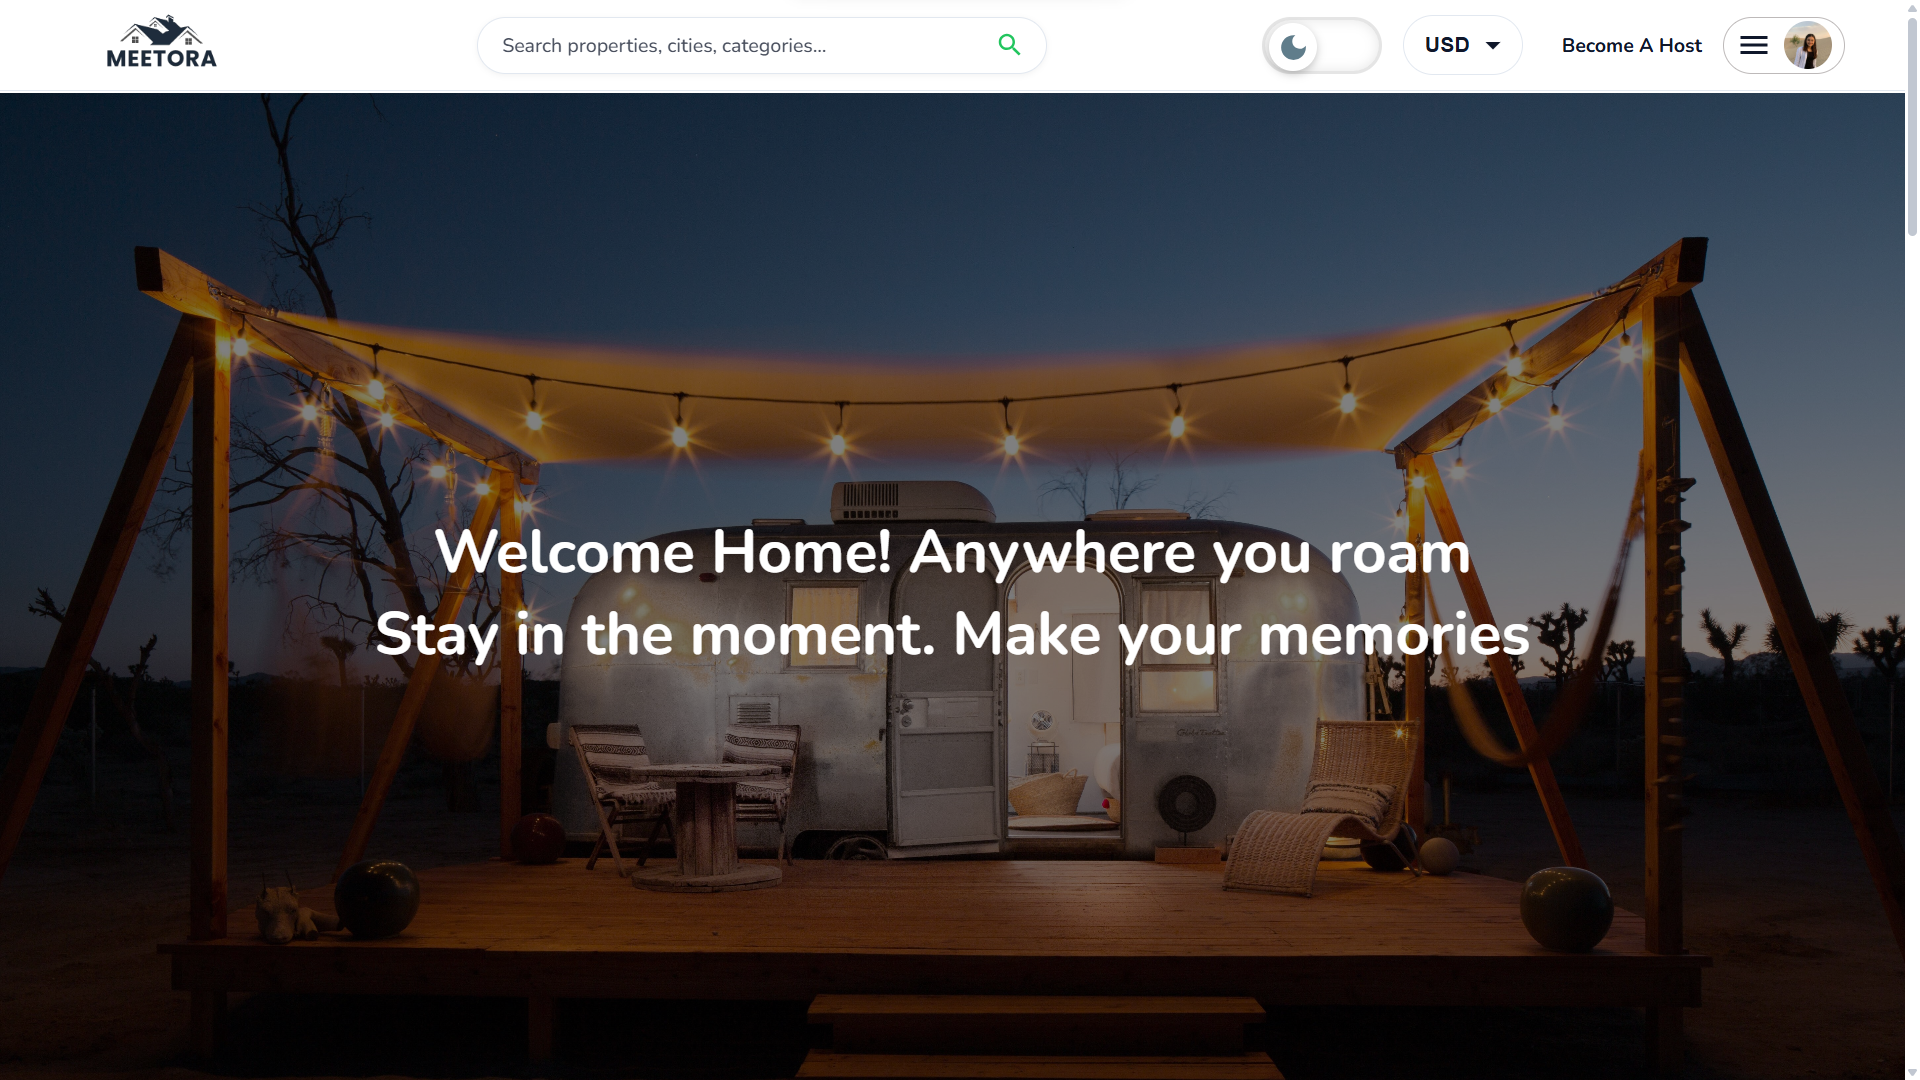 MEETORA
Search properties, cities, categories...
USD
Become A Host
Welcome Home! Anywhere you roam
Stay in the moment. Make your memories